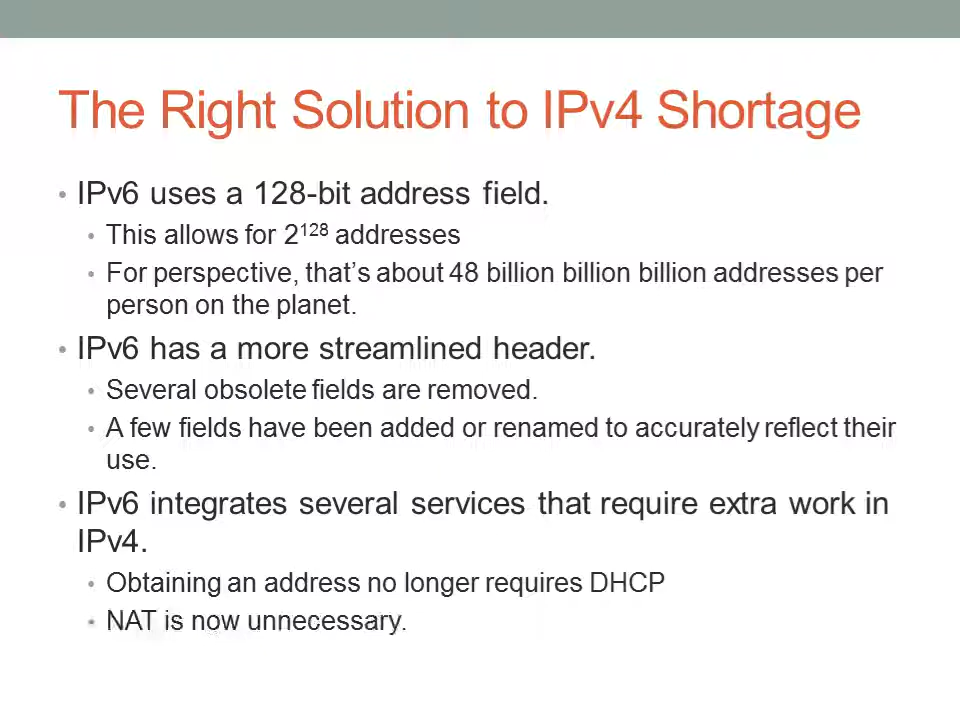 The Right Solution to IPv4 Shortage
• IPv6 uses a 128-bit address field.
• This allows for 2¹²⁸ addresses
• For perspective, that's about 48 billion billion billion addresses per
person on the planet.
• IPv6 has a more streamlined header.
• Several obsolete fields are removed.
• A few fields have been added or renamed to accurately reflect their
use.
• IPv6 integrates several services that require extra work in
IPv4.
• Obtaining an address no longer requires DHCP
• NAT is now unnecessary.